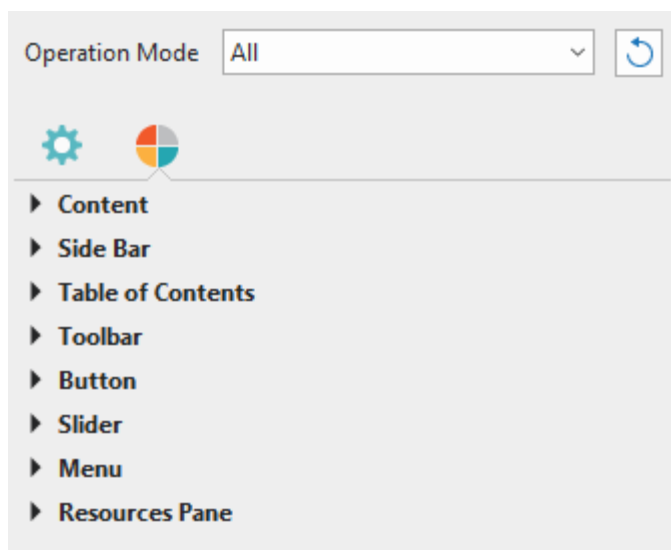 Operation Mode All
Content
Side Bar
Table of Contents
Toolbar
Button
Slider
Menu
Resources Pane